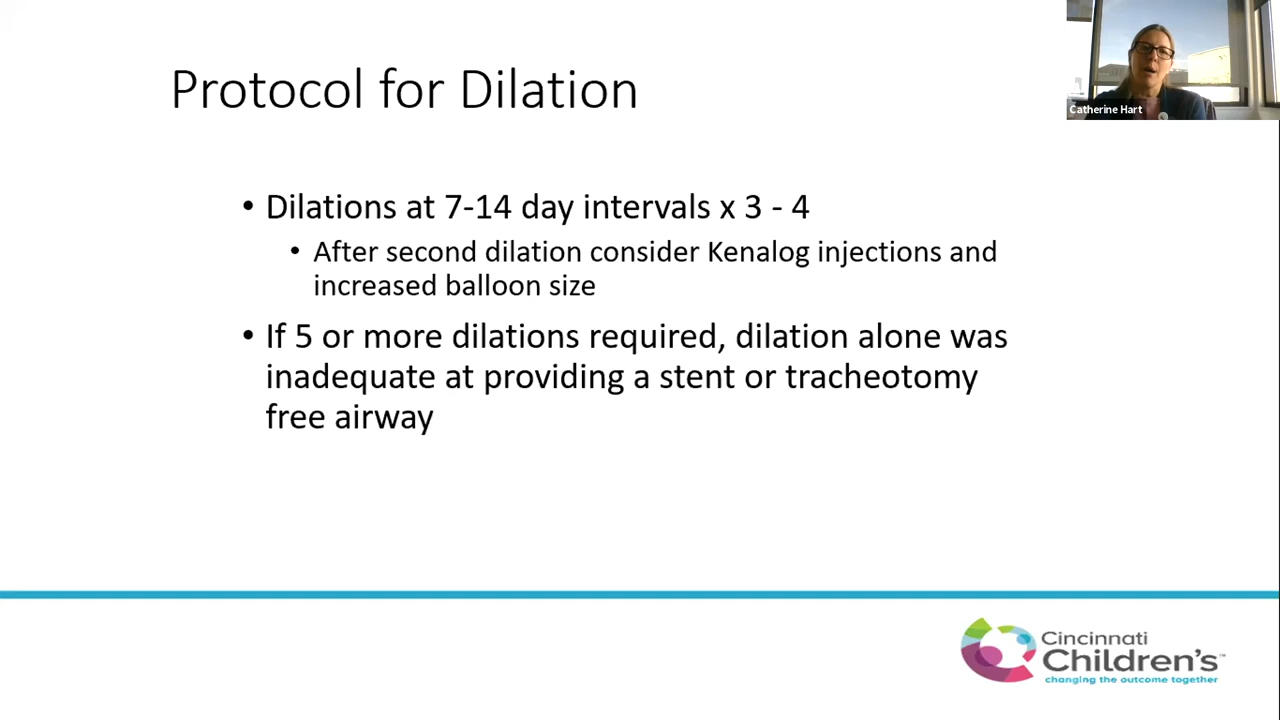 Protocol for Dilation
Catherine Hart
• Dilations at 7-14 day intervals x 3 - 4
• After second dilation consider Kenalog injections and
increased balloon size
• If 5 or more dilations required, dilation alone was
inadequate at providing a stent or tracheotomy
free airway
Cincinnati
Children's™
changing the outcome together